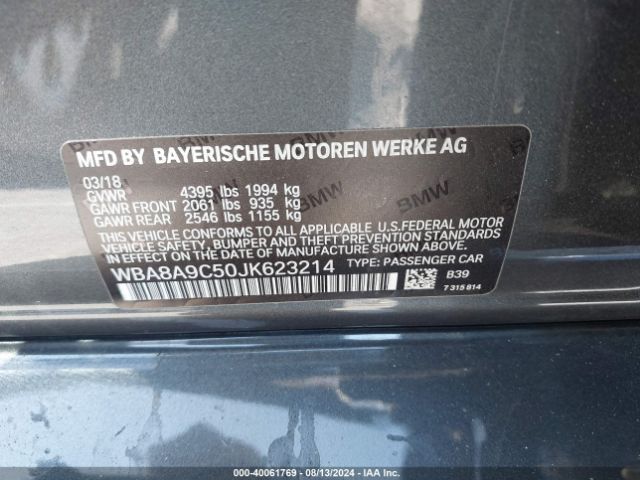 MFD BY BAYERISCHE MOTOREN WERKE AG
03/18
GVWR 4395 lbs 1994 kg
GAWR FRONT 2061 lbs 935 kg
GAWR REAR 2546 lbs 1155 kg
THIS VEHICLE CONFORMS TO ALL APPLICABLE U.S.FEDERAL MOTOR
VEHICLE SAFETY, BUMPER AND THEFT PREVENTION STANDARDS
IN EFFECT ON THE DATE OF MANUFACTURE SHOWN ABOVE.
WBA8A9C50JK623214 TYPE: PASSENGER CAR
B39
7 315 814
BMW
BMW
BMW
000-40061769 - 08/13/2024 - IAA Inc.